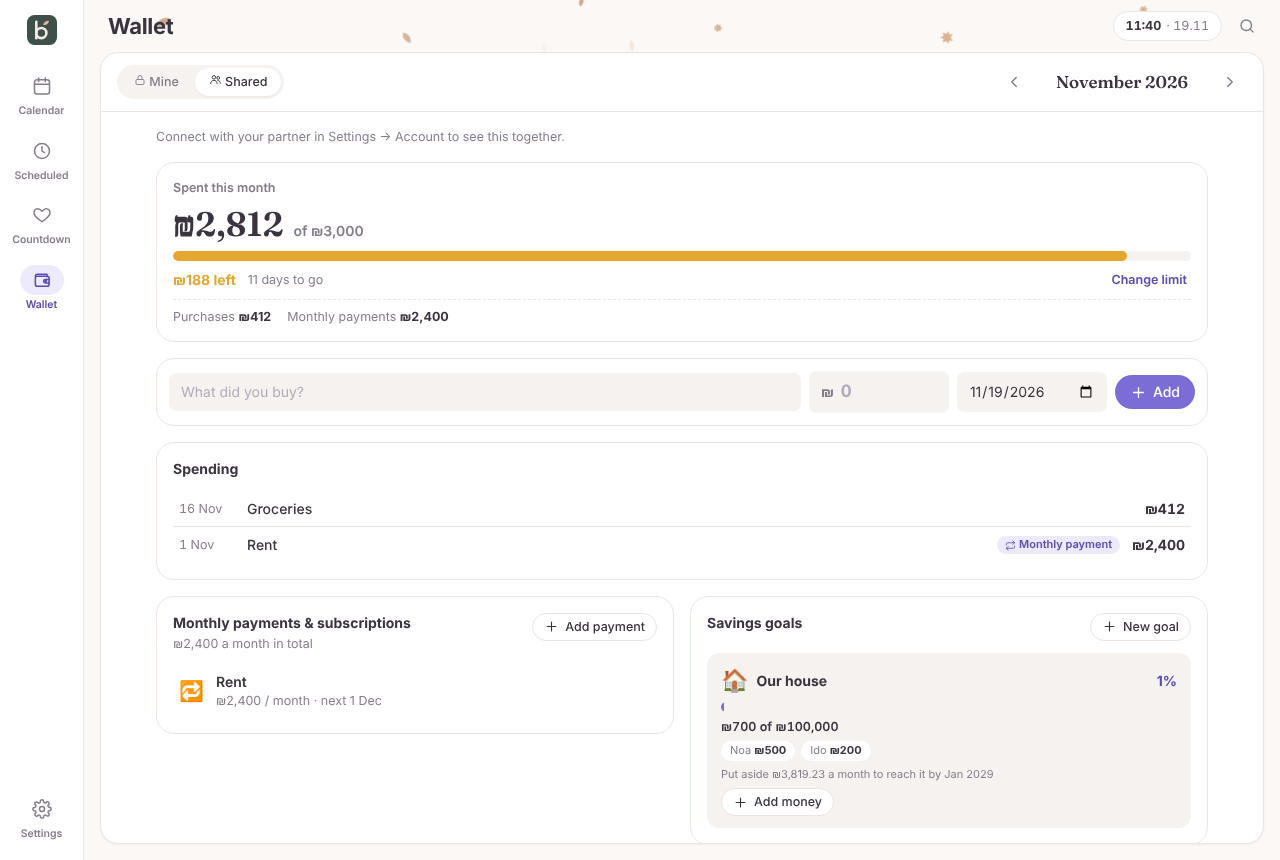 b
Wallet
11:40 · 19.11
Calendar
Scheduled
Countdown
Wallet
Settings
Mine
Shared
November 2026
Connect with your partner in Settings → Account to see this together.
Spent this month
₪2,812 of ₪3,000
₪188 left 11 days to go
Change limit
Purchases ₪412 Monthly payments ₪2,400
What did you buy?
₪ 0
11/19/2026
+ Add
Spending
16 Nov Groceries ₪412
1 Nov Rent Monthly payment ₪2,400
Monthly payments & subscriptions
+ Add payment
₪2,400 a month in total
Rent
₪2,400 / month · next 1 Dec
Savings goals
+ New goal
Our house 1%
₪700 of ₪100,000
Noa ₪500 Ido ₪200
Put aside ₪3,819.23 a month to reach it by Jan 2029
+ Add money